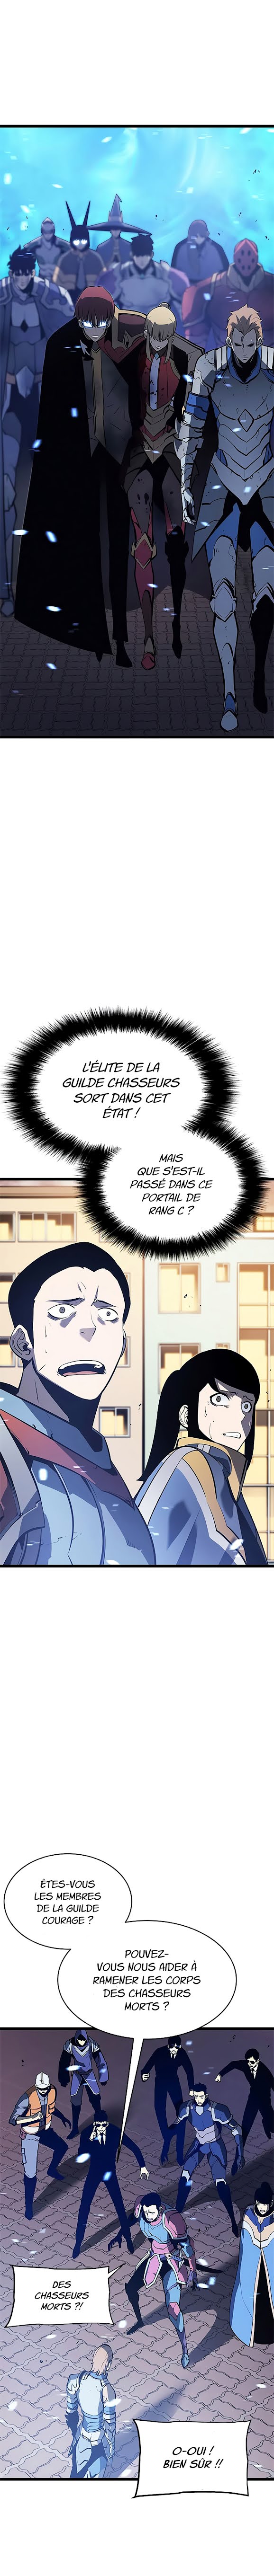 L'ÉLITE DE LA
GUILDE CHASSEURS
SORT DANS CET
ÉTAT !
MAIS
QUE S'EST-IL
PASSÉ DANS CE
PORTAIL DE
RANG C ?
ÊTES-VOUS
LES MEMBRES
DE LA GUILDE
COURAGE ?
POUVEZ-
VOUS NOUS AIDER À
RAMENER LES CORPS
DES CHASSEURS
MORTS ?
DES
CHASSEURS
MORTS ?!
O-OUI !
BIEN SÛR !!